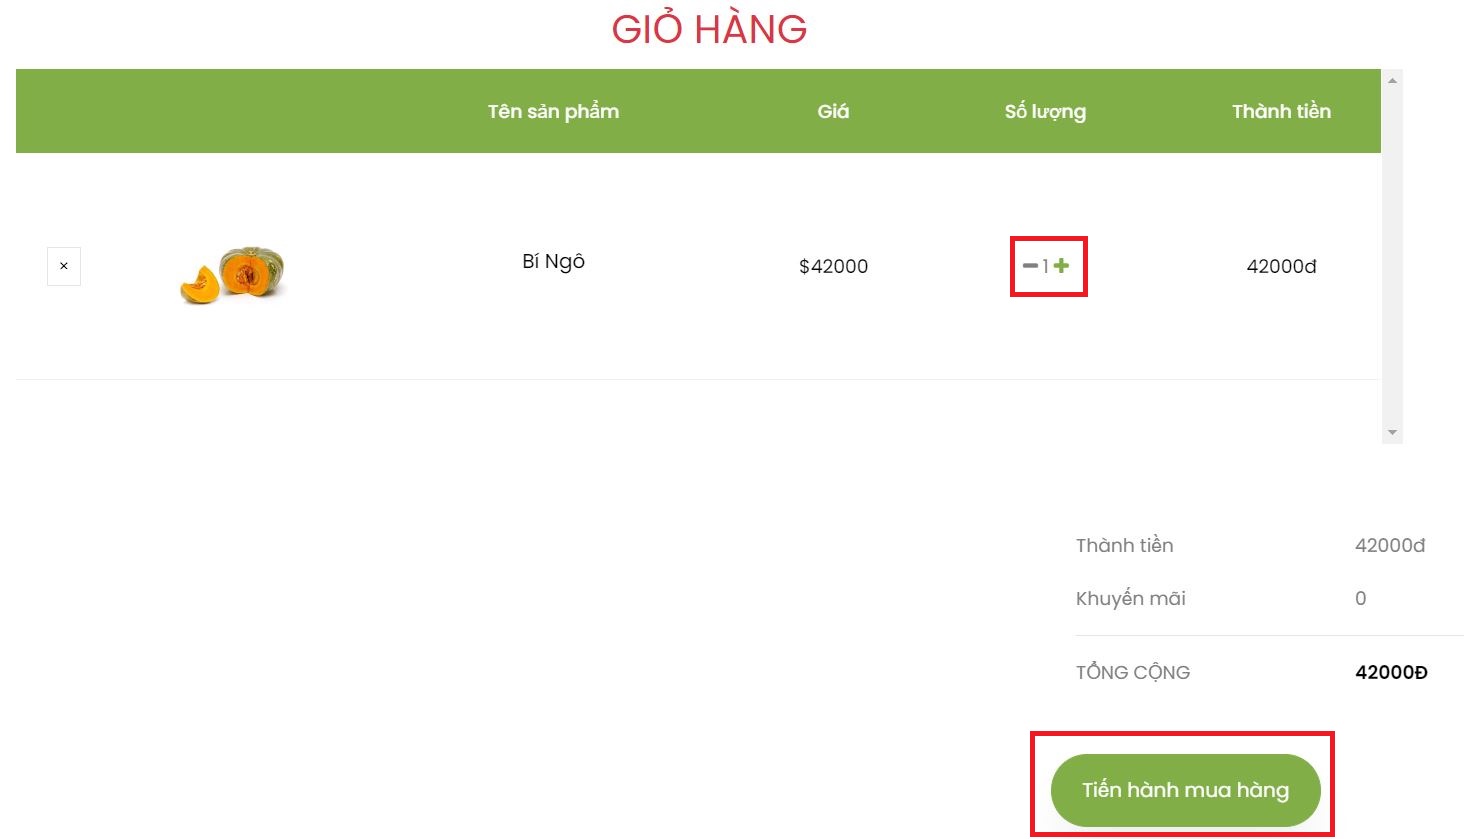 GIỎ HÀNG
Tên sản phẩm Giá Số lượng Thành tiền
× Bí Ngô $42000 1 42000đ
Thành tiền 42000đ
Khuyến mãi 0
TỔNG CỘNG 42000Đ
Tiến hành mua hàng